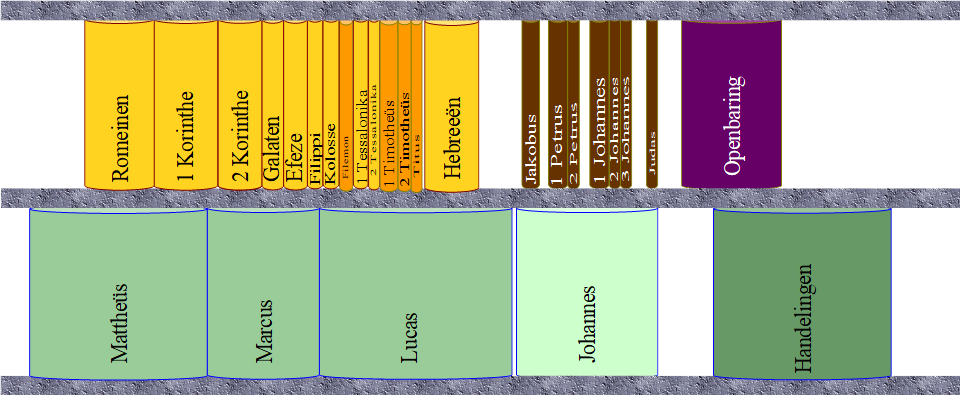 Romeinen
1 Korinthe
2 Korinthe
Galaten
Efeze
Filippi
Kolosse
Filemon
1 Tessalonika
2 Tessalonika
1 Timotheüs
2 Timotheüs
Titus
Hebreeën
Jakobus
1 Petrus
2 Petrus
1 Johannes
2 Johannes
3 Johannes
Judas
Openbaring
Mattheüs
Marcus
Lucas
Johannes
Handelingen